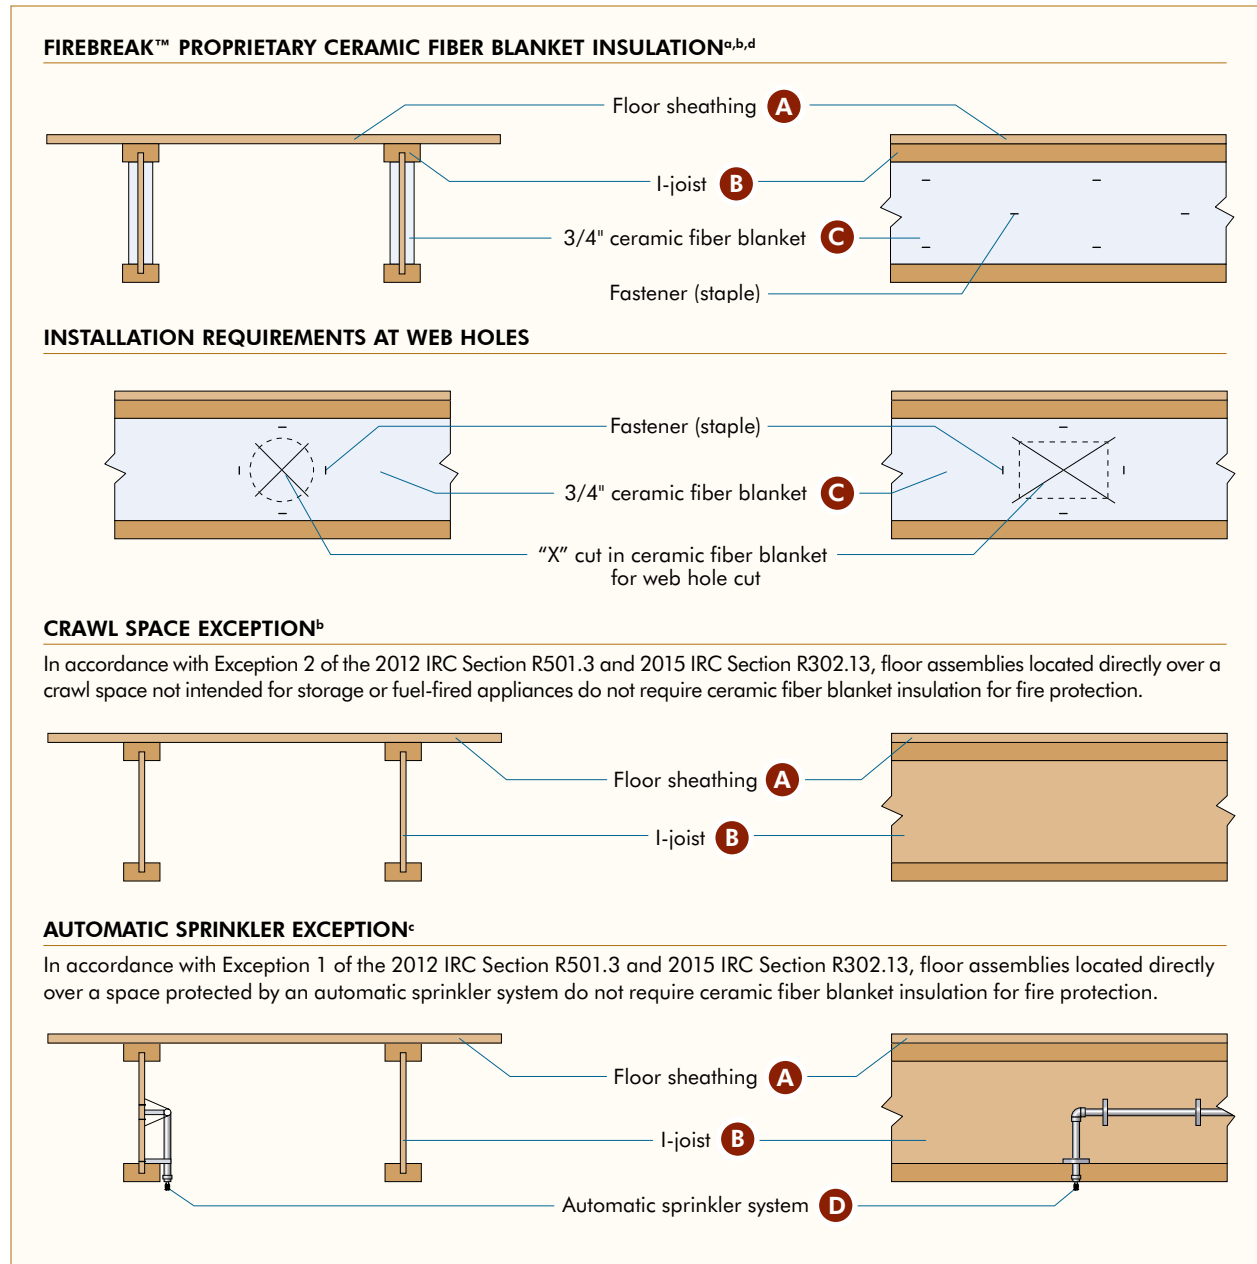 FIREBREAK™ PROPRIETARY CERAMIC FIBER BLANKET INSULATIONa,b,d
Floor sheathing A
I-joist B
3/4" ceramic fiber blanket C
Fastener (staple)
INSTALLATION REQUIREMENTS AT WEB HOLES
Fastener (staple)
3/4" ceramic fiber blanket C
“X” cut in ceramic fiber blanket
for web hole cut
CRAWL SPACE EXCEPTIONb
In accordance with Exception 2 of the 2012 IRC Section R501.3 and 2015 IRC Section R302.13, floor assemblies located directly over a
crawl space not intended for storage or fuel-fired appliances do not require ceramic fiber blanket insulation for fire protection.
Floor sheathing A
I-joist B
AUTOMATIC SPRINKLER EXCEPTIONc
In accordance with Exception 1 of the 2012 IRC Section R501.3 and 2015 IRC Section R302.13, floor assemblies located directly
over a space protected by an automatic sprinkler system do not require ceramic fiber blanket insulation for fire protection.
Floor sheathing A
I-joist B
Automatic sprinkler system D